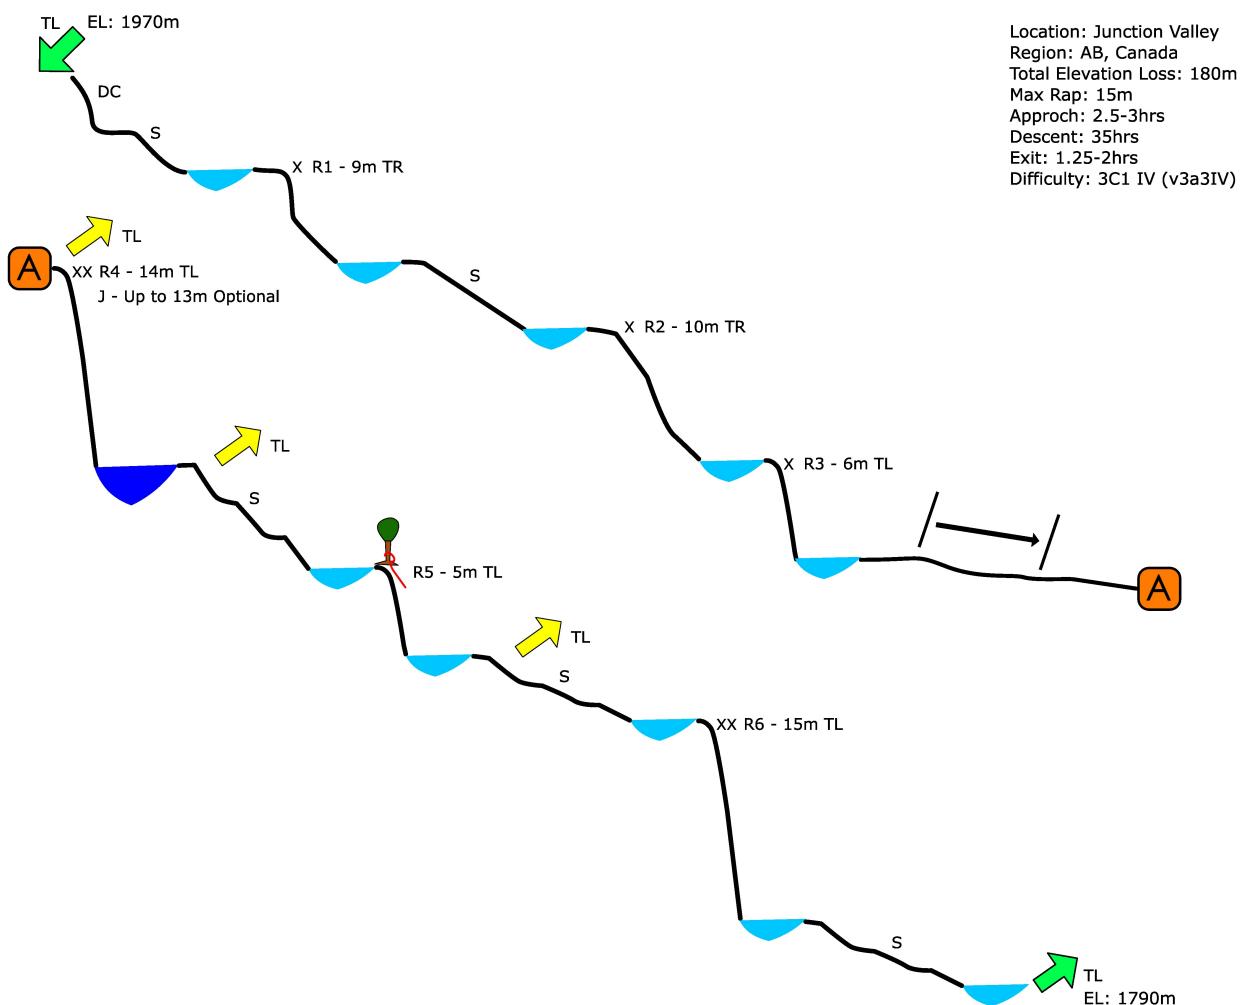 TL EL: 1970m
DC
S
X R1 - 9m TR
S
X R2 - 10m TR
X R3 - 6m TL
A
Location: Junction Valley
Region: AB, Canada
Total Elevation Loss: 180m
Max Rap: 15m
Approch: 2.5-3hrs
Descent: 35hrs
Exit: 1.25-2hrs
Difficulty: 3C1 IV (v3a3IV)
TL
A
XX R4 - 14m TL
J - Up to 13m Optional
TL
S
R5 - 5m TL
TL
S
XX R6 - 15m TL
S
TL
EL: 1790m